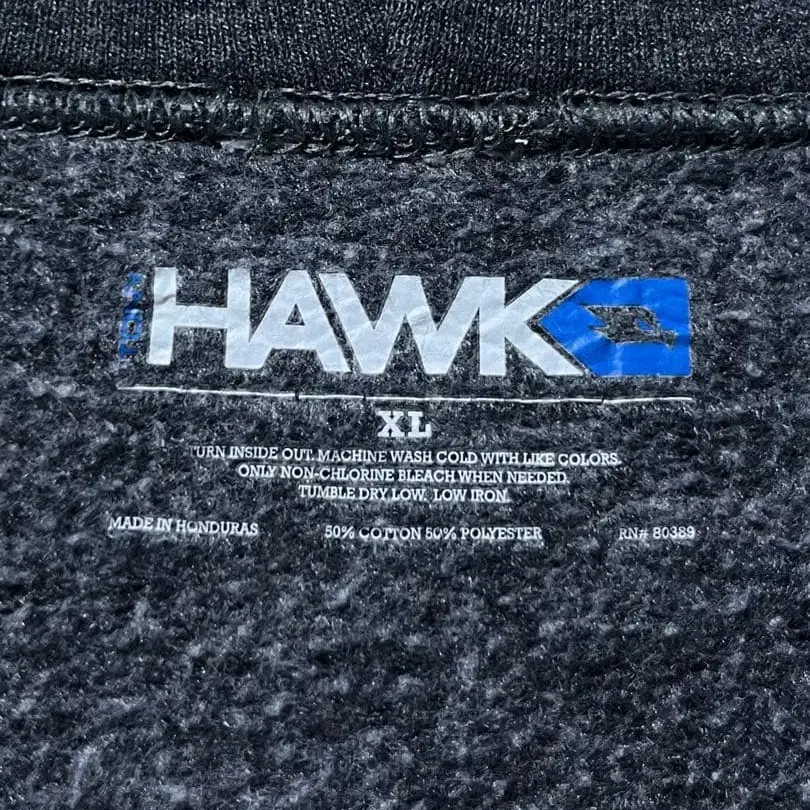 TONY HAWK
XL
TURN INSIDE OUT. MACHINE WASH COLD WITH LIKE COLORS.
ONLY NON-CHLORINE BLEACH WHEN NEEDED.
TUMBLE DRY LOW. LOW IRON.
MADE IN HONDURAS 50% COTTON 50% POLYESTER RN# 80389